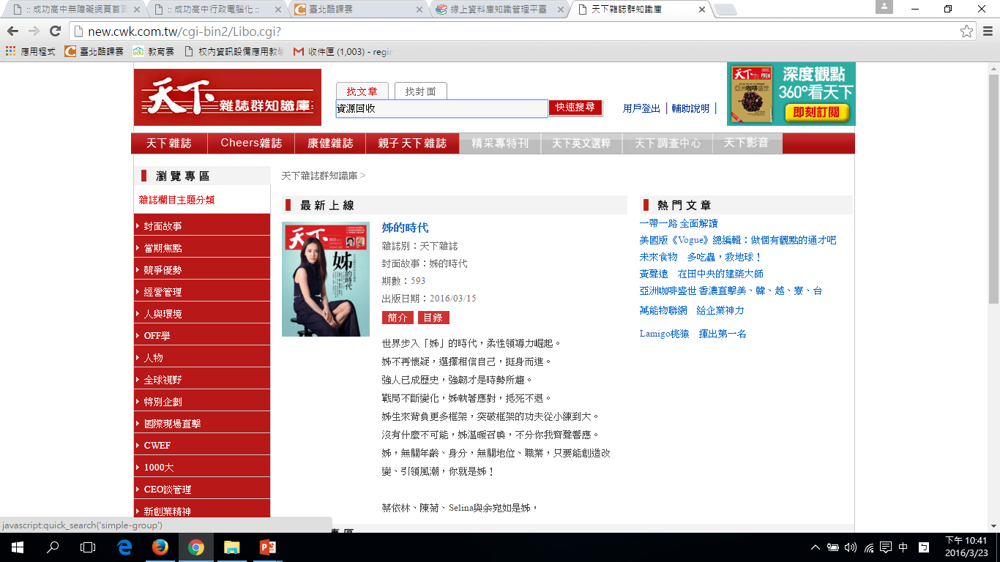 :: 成功高中無障礙網頁首頁
:: 成功高中行政電腦化 ::
臺北酷課雲
線上資料庫知識管理平臺
天下雜誌群知識庫
new.cwk.com.tw/cgi-bin2/Libo.cgi?
應用程式
臺北酷課雲
教育雲
校內資訊設備應用教學
收件匣 (1,003) - regin
天下雜誌群知識庫
找文章
找封面
資源回收
快速搜尋
用戶登出 | 輔助說明 |
天下
亞洲咖啡盛世
深度觀點
360°看天下
即刻訂閱
天下雜誌
Cheers雜誌
康健雜誌
親子天下雜誌
精采專特刊
天下英文選粹
天下調查中心
天下影音
瀏覽專區
雜誌欄目主題分類
封面故事
當期焦點
競爭優勢
經營管理
人與環境
OFF學
人物
全球視野
特別企劃
國際現場直擊
CWEF
1000大
CEO談管理
新創業精神
天下雜誌群知識庫 >
最新上線
天下
姊的時代
姊的時代
雜誌別：天下雜誌
封面故事：姊的時代
期數：593
出版日期：2016/03/15
簡介
目錄
世界步入「姊」的時代，柔性領導力崛起。
姊不再懷疑，選擇相信自己，挺身而進。
強人已成歷史，強韌才是時勢所趨。
戰局不斷變化，姊執著應對，抵死不退。
姊生來背負更多框架，突破框架的功夫從小練到大。
沒有什麼不可能，姊溫暖召喚，不分你我齊聲響應。
姊，無關年齡、身分，無關地位、職業，只要能創造改
變、引領風潮，你就是姊！
蔡依林、陳菊、Selina與余宛如是姊，
熱門文章
一帶一路 全面解讀
美國版《Vogue》總編輯：做個有觀點的通才吧
未來食物　多吃蟲，救地球！
黃聲遠　在田中央的建築大師
亞洲咖啡盛世 香濃直擊美、韓、越、寮、台
萬能物聯網　給企業神力
Lamigo桃猿　揮出第一名
javascript:quick_search('simple-group')
專區
中
下午 10:41
2016/3/23